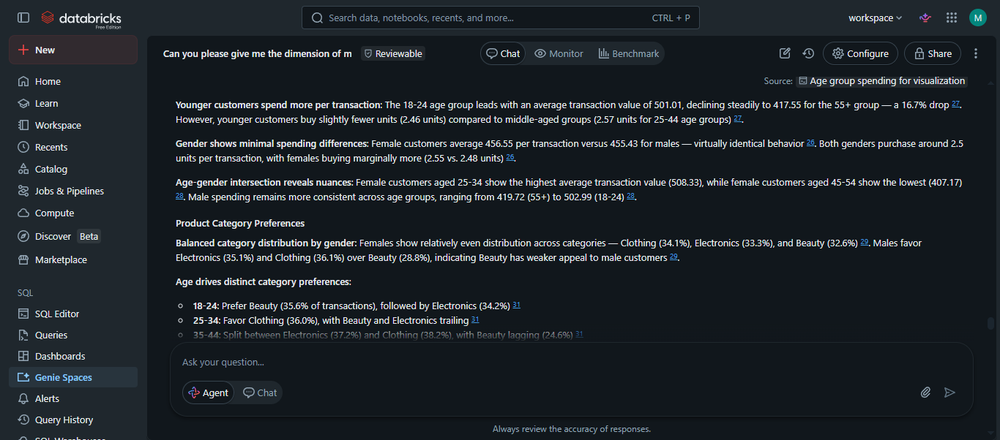 databricks
Free Edition
Search data, notebooks, recents, and more...
CTRL + P
workspace
M
New
Home
Learn
Workspace
Recents
Catalog
Jobs & Pipelines
Compute
Discover Beta
Marketplace
SQL
SQL Editor
Queries
Dashboards
Genie Spaces
Alerts
Query History
SQL Warehouses
Can you please give me the dimension of m
Reviewable
Chat
Monitor
Benchmark
Configure
Share
Source: Age group spending for visualization
Younger customers spend more per transaction: The 18-24 age group leads with an average transaction value of 501.01, declining steadily to 417.55 for the 55+ group — a 16.7% drop 27.
However, younger customers buy slightly fewer units (2.46 units) compared to middle-aged groups (2.57 units for 25-44 age groups) 27.
Gender shows minimal spending differences: Female customers average 456.55 per transaction versus 455.43 for males — virtually identical behavior 26. Both genders purchase around 2.5
units per transaction, with females buying marginally more (2.55 vs. 2.48 units) 26.
Age-gender intersection reveals nuances: Female customers aged 25-34 show the highest average transaction value (508.33), while female customers aged 45-54 show the lowest (407.17)
28. Male spending remains more consistent across age groups, ranging from 419.72 (55+) to 502.99 (18-24) 28.
Product Category Preferences
Balanced category distribution by gender: Females show relatively even distribution across categories — Clothing (34.1%), Electronics (33.3%), and Beauty (32.6%) 29. Males favor
Electronics (35.1%) and Clothing (36.1%) over Beauty (28.8%), indicating Beauty has weaker appeal to male customers 29.
Age drives distinct category preferences:
18-24: Prefer Beauty (35.6% of transactions), followed by Electronics (34.2%) 31
25-34: Favor Clothing (36.0%), with Beauty and Electronics trailing 31
35-44: Split between Electronics (37.2%) and Clothing (38.2%), with Beauty lagging (24.6%) 31
Ask your question...
Agent
Chat
Always review the accuracy of responses.